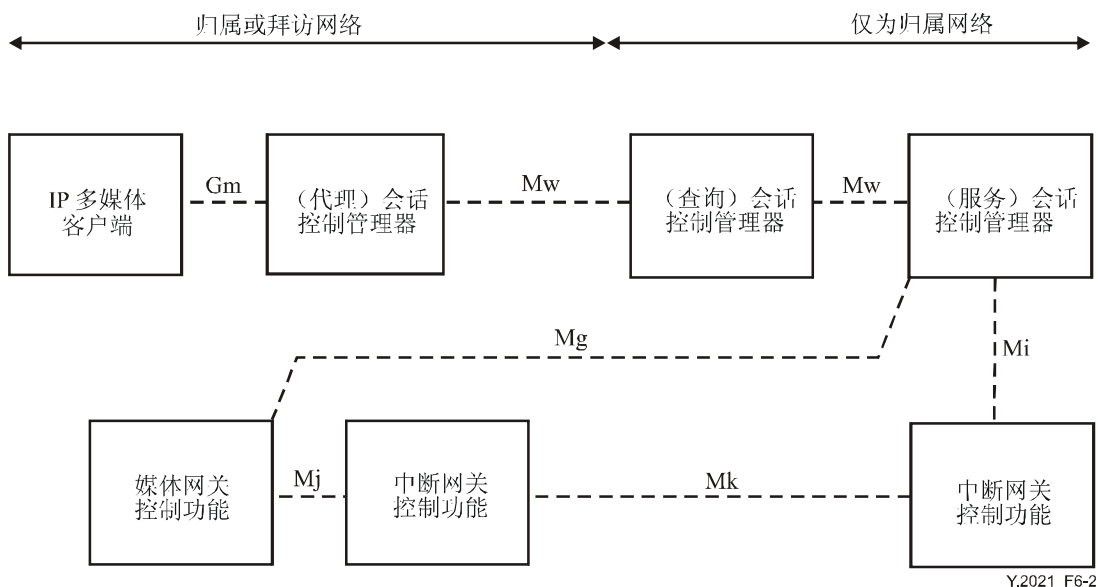 归属或拜访网络
仅为归属网络
IP 多媒体
客户端
Gm
（代理）会话
控制管理器
Mw
（查询）会话
控制管理器
Mw
（服务）会话
控制管理器
Mg
Mi
媒体网关
控制功能
Mj
中断网关
控制功能
Mk
中断网关
控制功能
Y.2021_F6-2